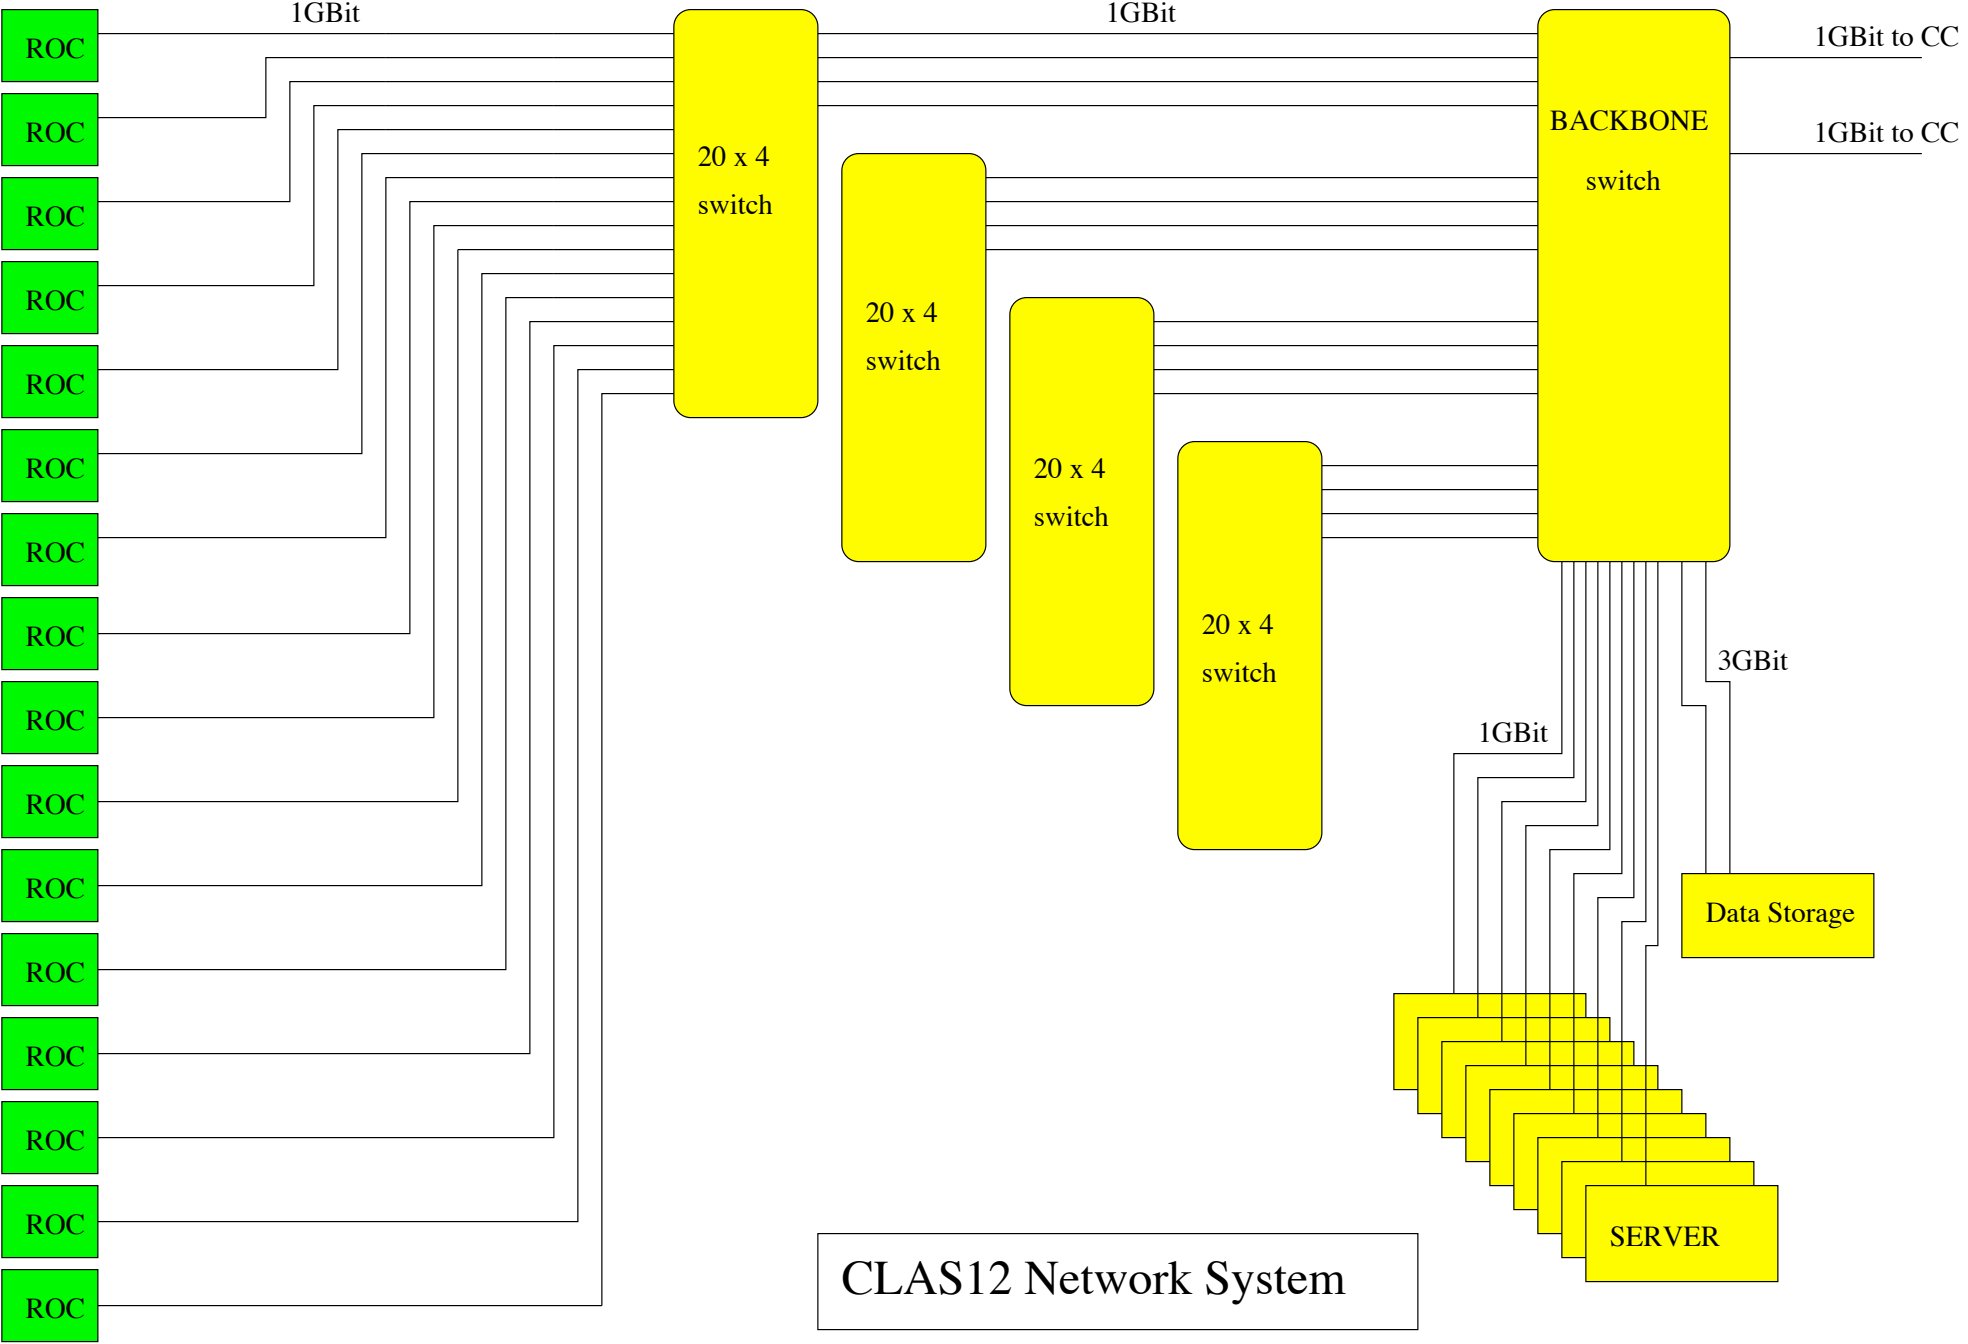 1GBit
1GBit
1GBit to CC
ROC
ROC
BACKBONE
1GBit to CC
20 x 4
switch
switch
ROC
ROC
20 x 4
switch
ROC
ROC
20 x 4
switch
ROC
ROC
20 x 4
switch
3GBit
ROC
1GBit
ROC
ROC
Data Storage
ROC
ROC
ROC
ROC
SERVER
CLAS12 Network System
ROC